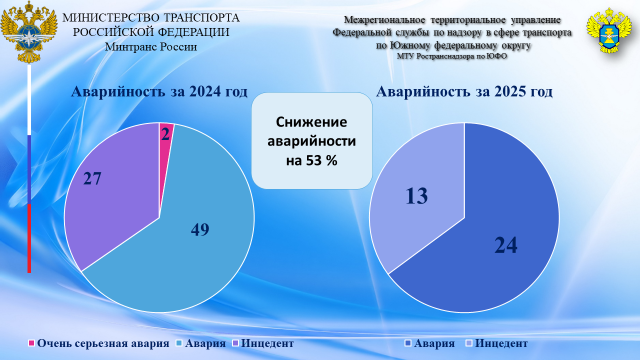 МИНИСТЕРСТВО ТРАНСПОРТА
РОССИЙСКОЙ ФЕДЕРАЦИИ
Минтранс России
Межрегиональное территориальное управление
Федеральной службы по надзору в сфере транспорта
по Южному федеральному округу
МТУ Ространснадзора по ЮФО
Аварийность за 2024 год
Снижение
аварийности
на 53 %
Аварийность за 2025 год
2
27
49
13
24
Очень серьезная авария Авария Инцедент
Авария Инцедент